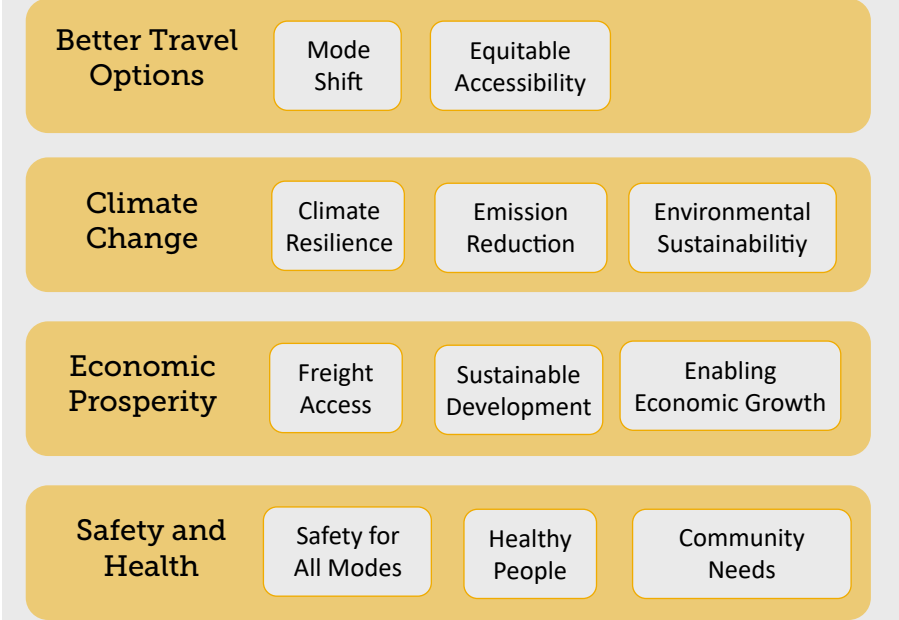 Better Travel
Options
Mode
Shift
Equitable
Accessibility
Climate
Change
Climate
Resilience
Emission
Reduction
Environmental
Sustainabilitiy
Economic
Prosperity
Freight
Access
Sustainable
Development
Enabling
Economic Growth
Safety and
Health
Safety for
All Modes
Healthy
People
Community
Needs